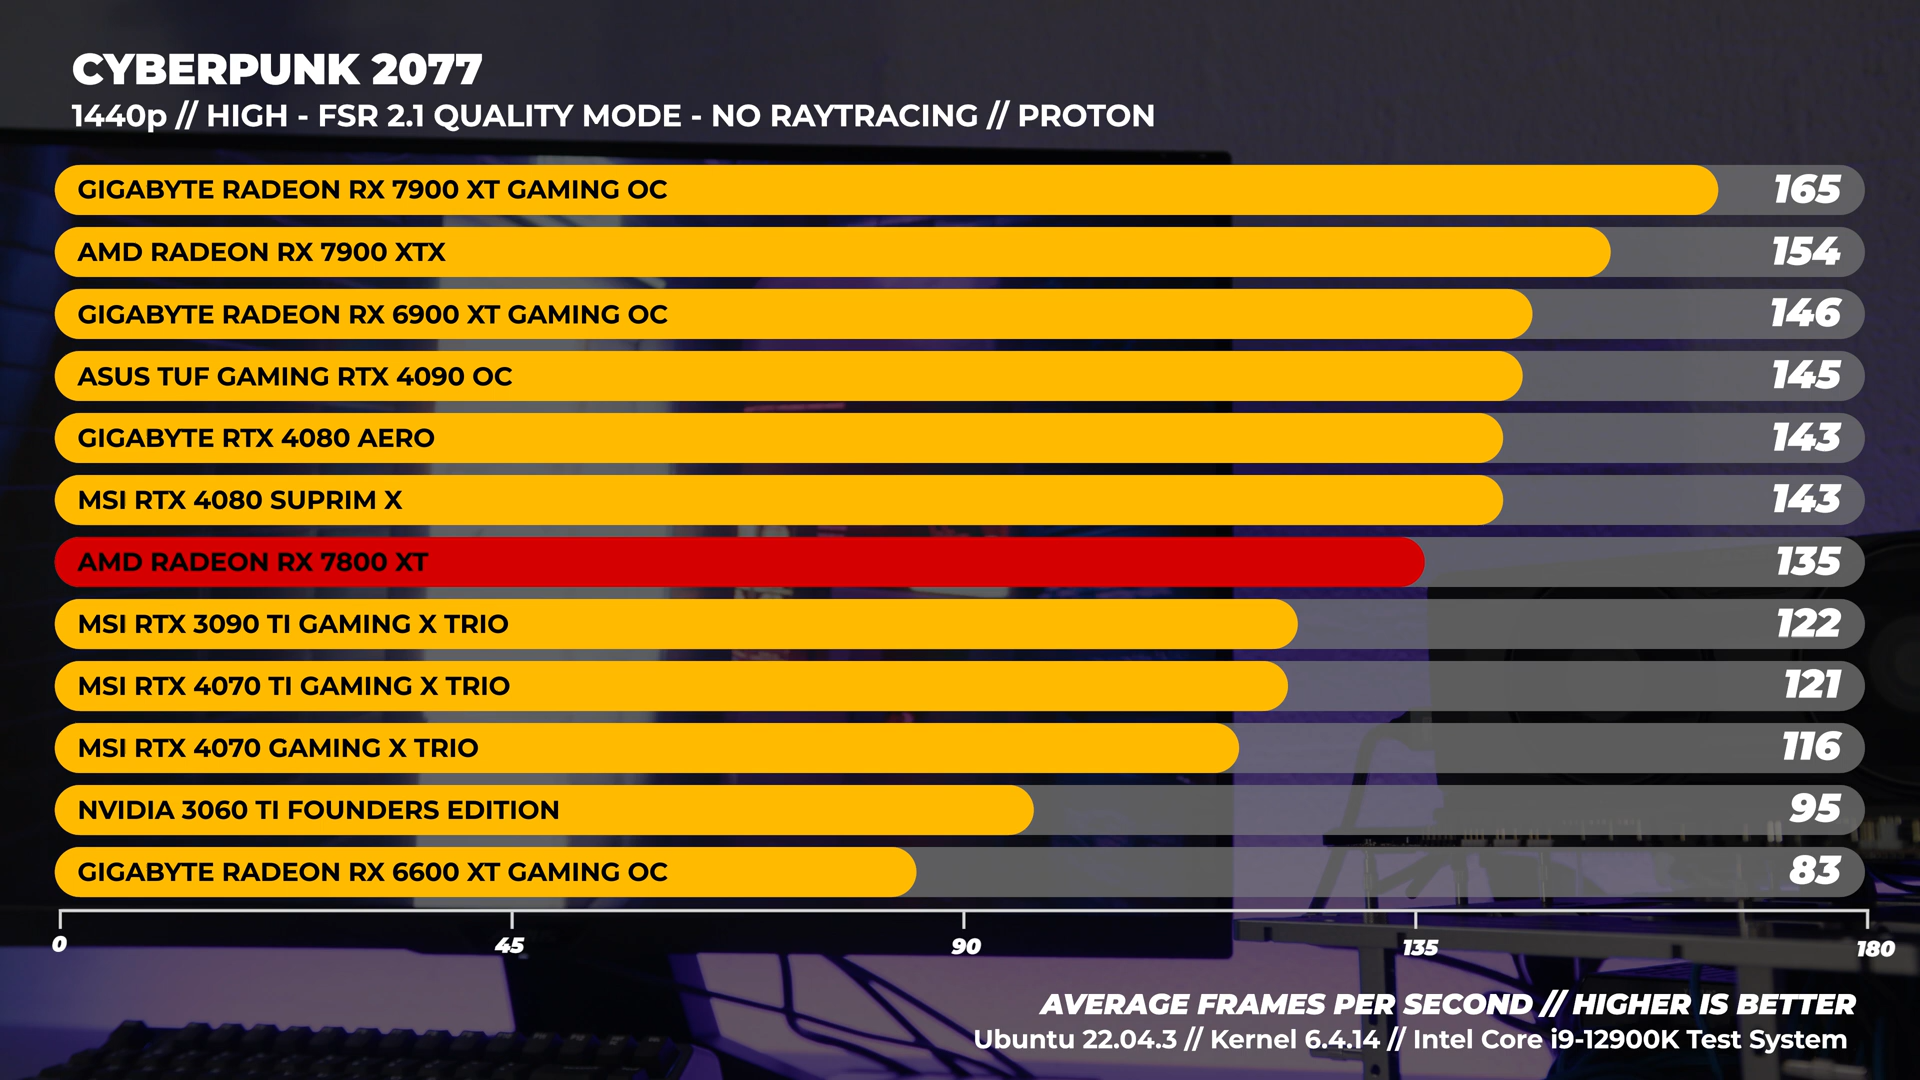 CYBERPUNK 2077
1440p // HIGH - FSR 2.1 QUALITY MODE - NO RAYTRACING // PROTON
GIGABYTE RADEON RX 7900 XT GAMING OC 165
AMD RADEON RX 7900 XTX 154
GIGABYTE RADEON RX 6900 XT GAMING OC 146
ASUS TUF GAMING RTX 4090 OC 145
GIGABYTE RTX 4080 AERO 143
MSI RTX 4080 SUPRIM X 143
AMD RADEON RX 7800 XT 135
MSI RTX 3090 TI GAMING X TRIO 122
MSI RTX 4070 TI GAMING X TRIO 121
MSI RTX 4070 GAMING X TRIO 116
NVIDIA 3060 TI FOUNDERS EDITION 95
GIGABYTE RADEON RX 6600 XT GAMING OC 83
0 45 90 135 180
AVERAGE FRAMES PER SECOND // HIGHER IS BETTER
Ubuntu 22.04.3 // Kernel 6.4.14 // Intel Core i9-12900K Test System